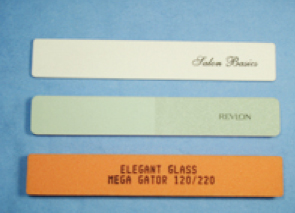 Salon Basics
REVLON
ELEGANT GLASS
MEGA GATOR 120/220